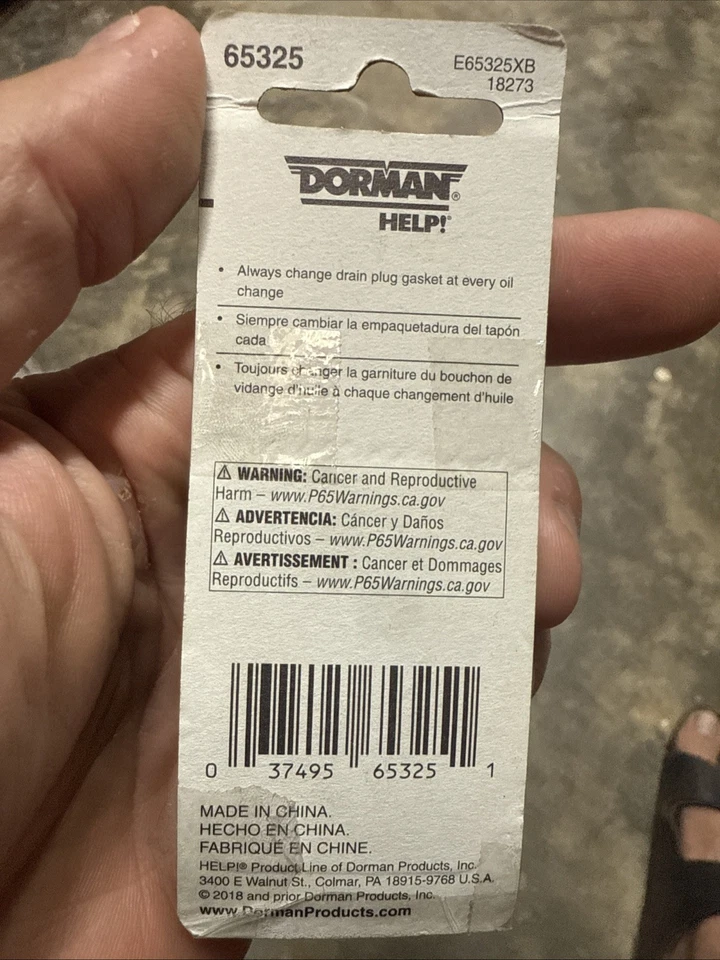 65325
E65325XB
18273
DORMAN®
HELP!®
• Always change drain plug gasket at every oil
change
• Siempre cambiar la empaquetadura del tapón
cada
• Toujours changer la garniture du bouchon de
vidange d'huile à chaque changement d'huile
⚠ WARNING: Cancer and Reproductive
Harm – www.P65Warnings.ca.gov
⚠ ADVERTENCIA: Cáncer y Daños
Reproductivos – www.P65Warnings.ca.gov
⚠ AVERTISSEMENT : Cancer et Dommages
Reproductifs – www.P65Warnings.ca.gov
0 37495 65325 1
MADE IN CHINA.
HECHO EN CHINA.
FABRIQUÉ EN CHINE.
HELP!® Product Line of Dorman Products, Inc.
3400 E Walnut St., Colmar, PA 18915-9768 U.S.A.
© 2018 and prior Dorman Products, Inc.
www.DormanProducts.com